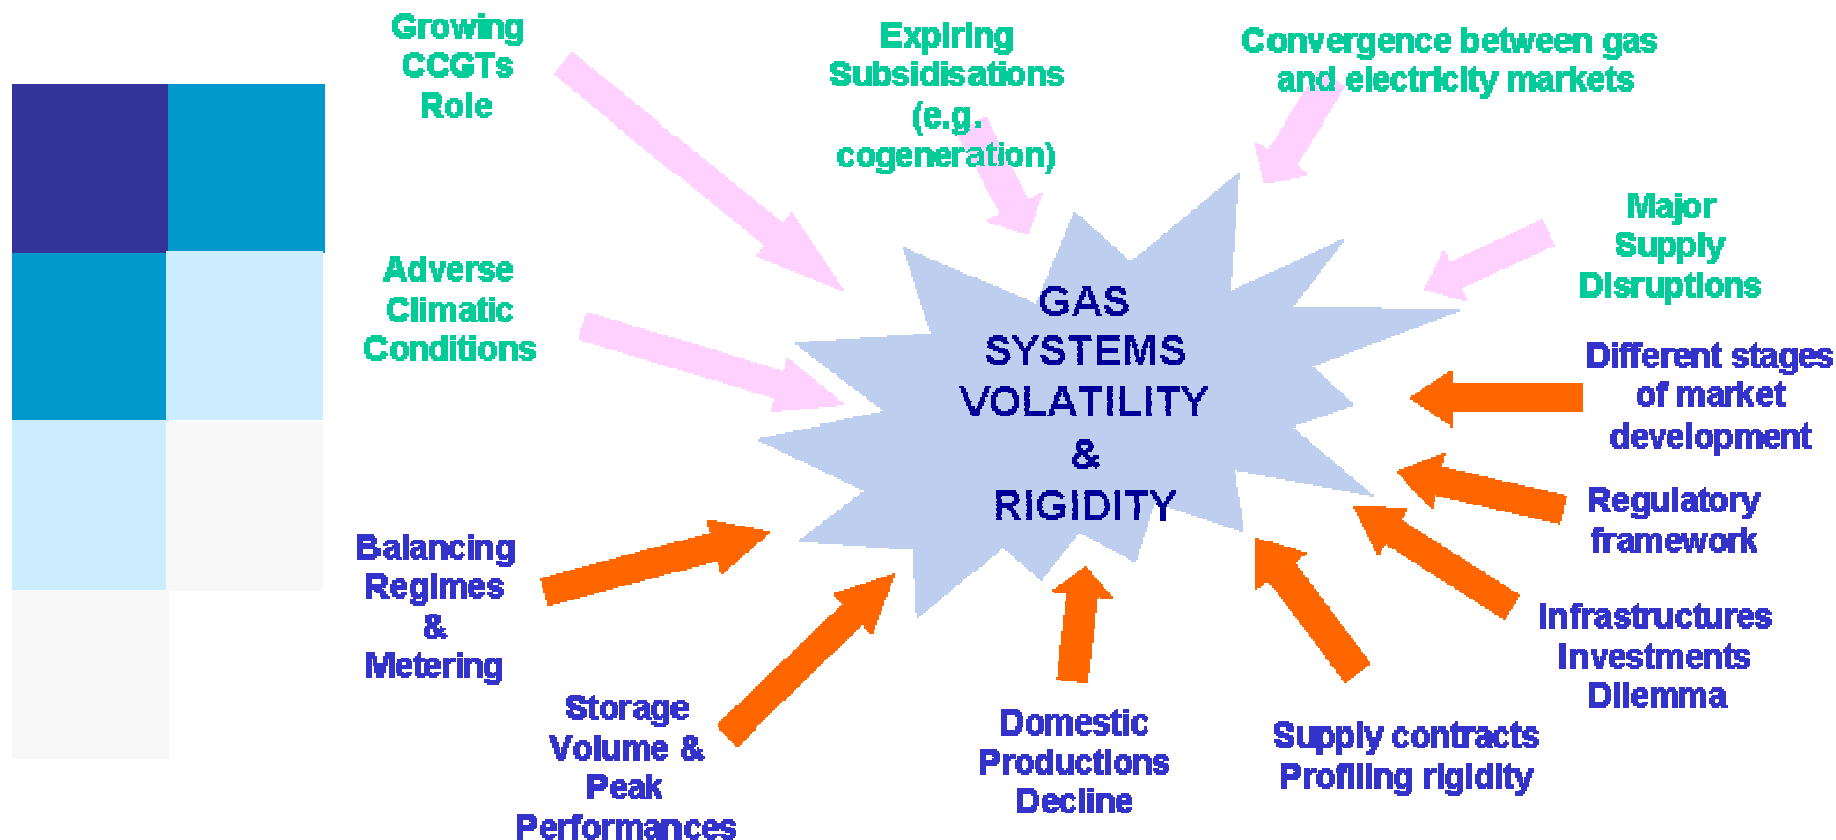 Growing
CCGTs
Role
Expiring
Subsidisations
(e.g.
cogeneration)
Convergence between gas
and electricity markets
Major
Supply
Disruptions
Adverse
Climatic
Conditions
GAS
SYSTEMS
VOLATILITY
&
RIGIDITY
Different stages
of market
development
Regulatory
framework
Infrastructures
Investments
Dilemma
Balancing
Regimes
&
Metering
Storage
Volume &
Peak
Performances
Domestic
Productions
Decline
Supply contracts
Profiling rigidity